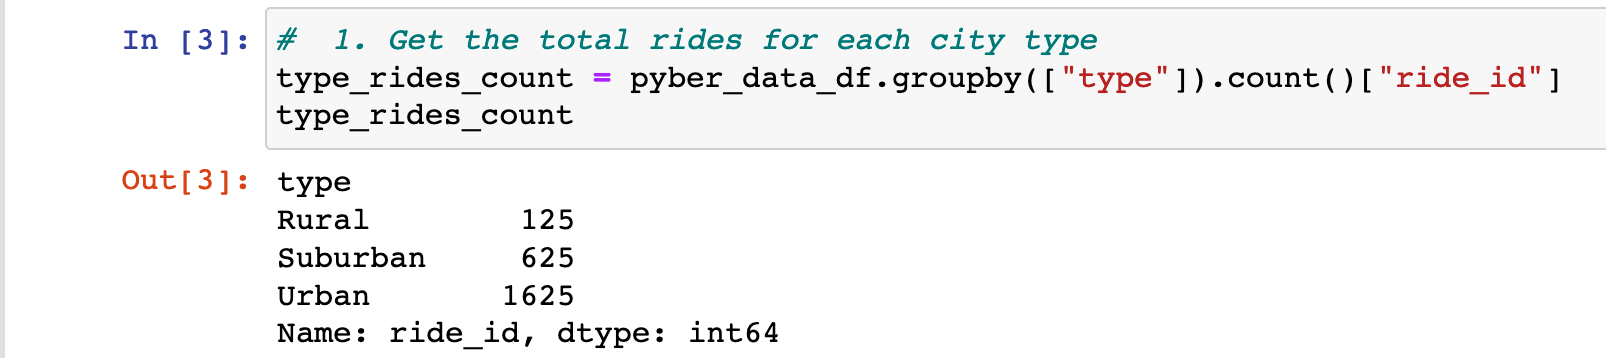 In [3]: #  1. Get the total rides for each city type
type_rides_count = pyber_data_df.groupby(["type"]).count()["ride_id"]
type_rides_count
Out[3]: type
Rural        125
Suburban     625
Urban       1625
Name: ride_id, dtype: int64